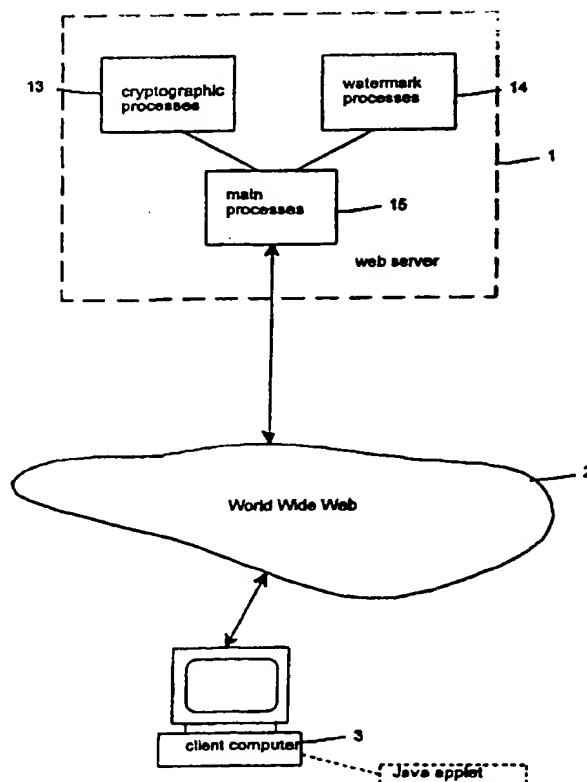 13
cryptographic
processes
watermark
processes
14
1
main
processes
15
web server
2
World Wide Web
client computer
3
Java applet